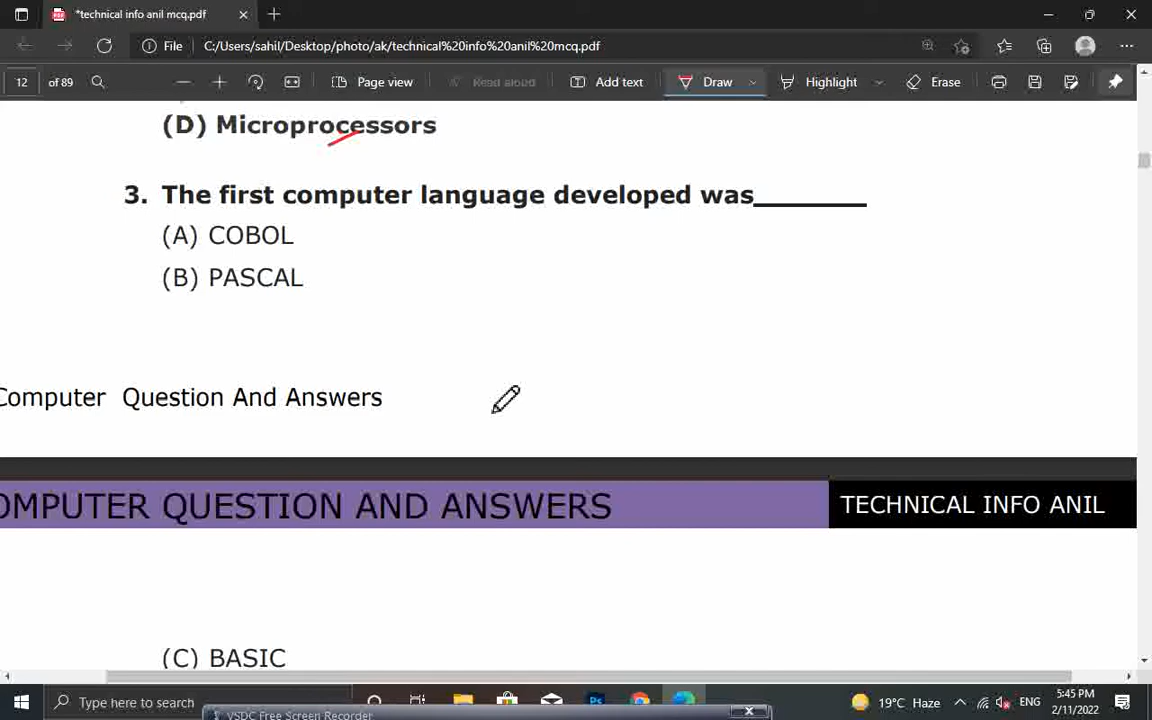 *technical info anil mcq.pdf
File C:/Users/sahil/Desktop/photo/ak/technical%20info%20anil%20mcq.pdf
12 of 89 Page view Read aloud Add text Draw Highlight Erase
(D) Microprocessors
3. The first computer language developed was________
(A) COBOL
(B) PASCAL
Computer Question And Answers
OMPUTER QUESTION AND ANSWERS TECHNICAL INFO ANIL
(C) BASIC
Type here to search 19°C Haze ENG 5:45 PM
2/11/2022
VSDC Free Screen Recorder